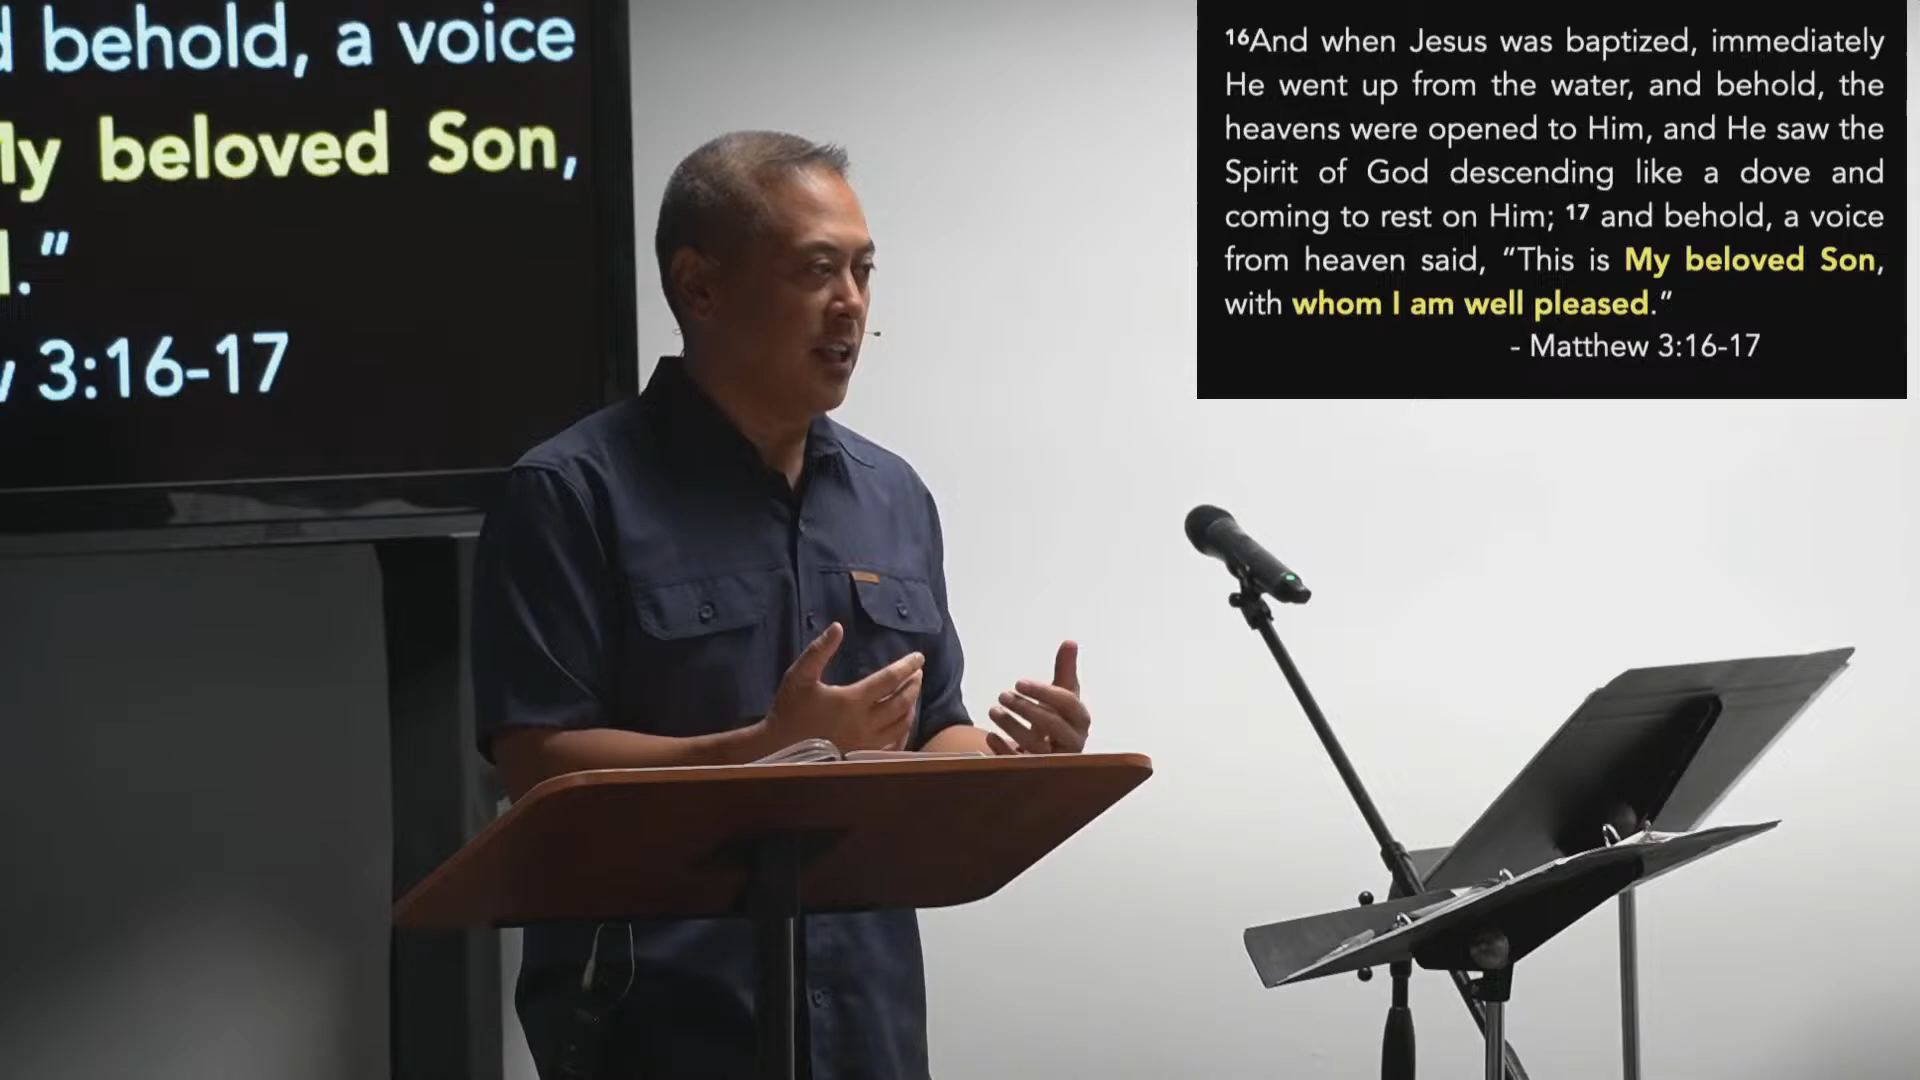 d behold, a voice
My beloved Son,
.”
3:16-17
16And when Jesus was baptized, immediately
He went up from the water, and behold, the
heavens were opened to Him, and He saw the
Spirit of God descending like a dove and
coming to rest on Him; 17 and behold, a voice
from heaven said, “This is My beloved Son,
with whom I am well pleased.”
- Matthew 3:16-17